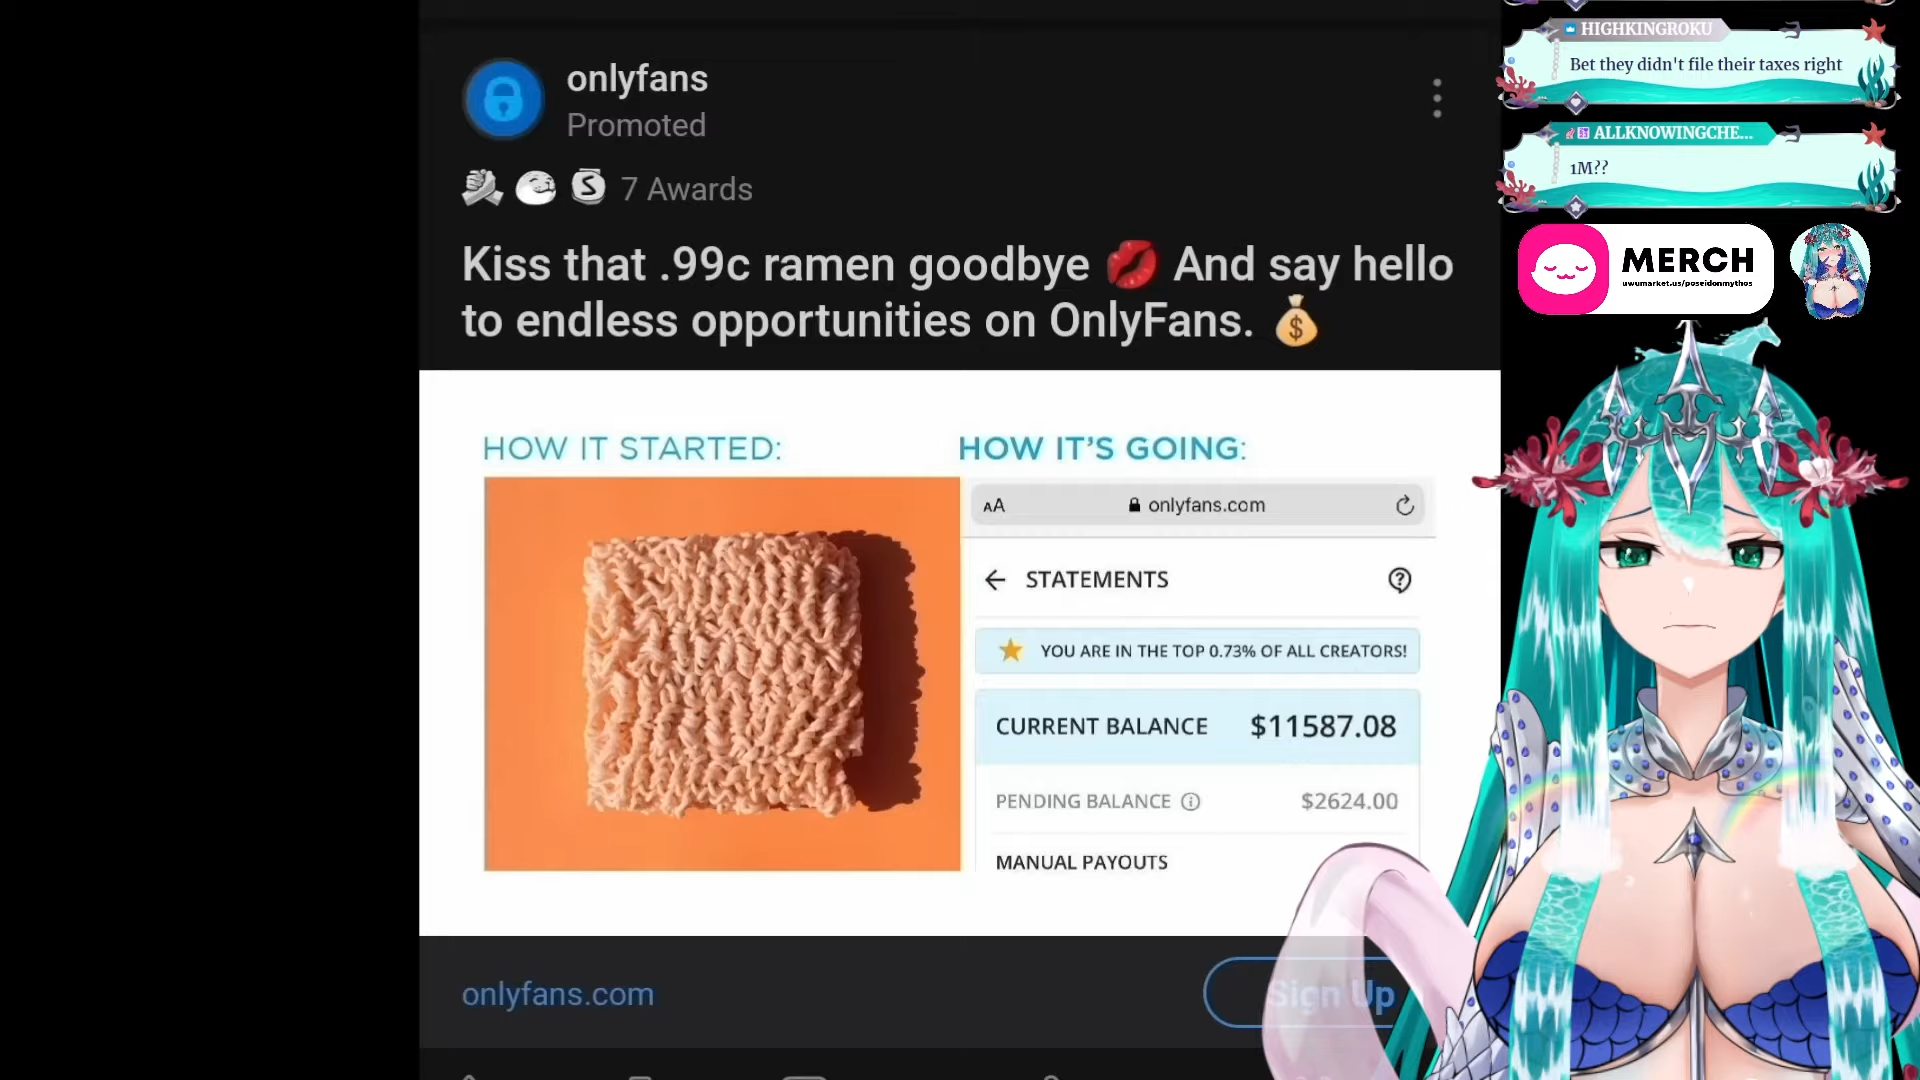 onlyfans
Promoted
7 Awards
Kiss that .99c ramen goodbye 💋 And say hello
to endless opportunities on OnlyFans. 💰
HOW IT STARTED:
HOW IT'S GOING:
AA
onlyfans.com
STATEMENTS
YOU ARE IN THE TOP 0.73% OF ALL CREATORS!
CURRENT BALANCE $11587.08
PENDING BALANCE $2624.00
MANUAL PAYOUTS
onlyfans.com
Sign Up
HIGHKINGROKU
Bet they didn't file their taxes right
ALLKNOWINGCHE...
1M??
MERCH
uwumarket.us/poseidonmythos